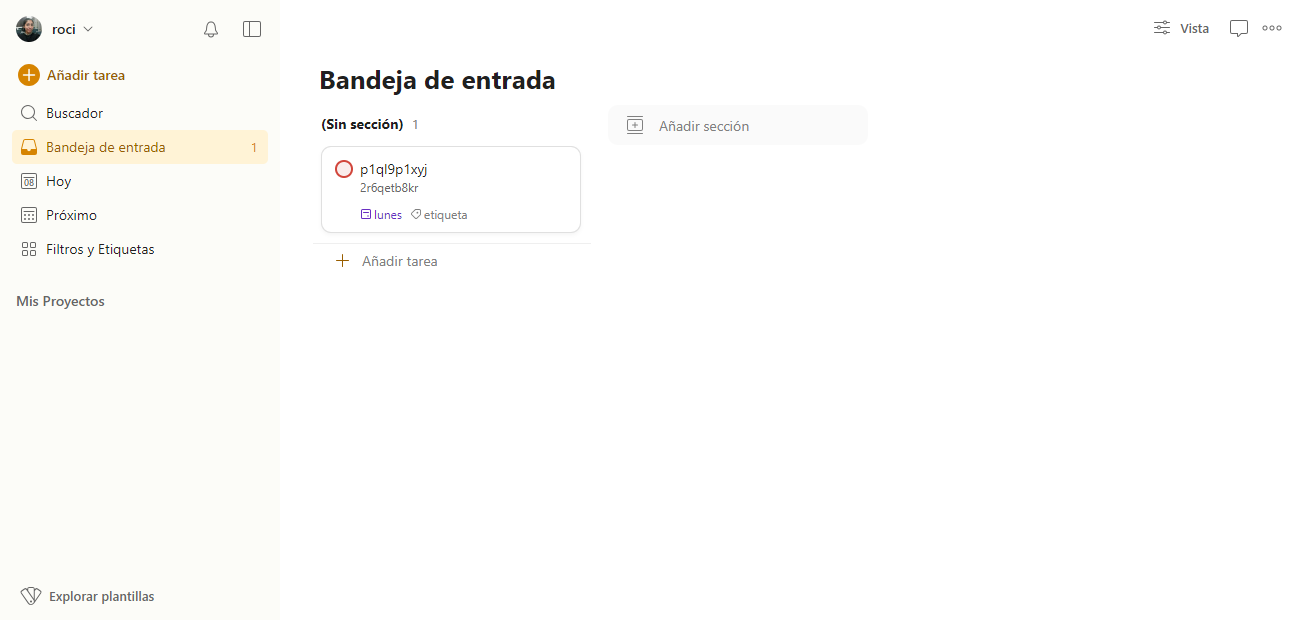 roci
Añadir tarea
Buscador
Bandeja de entrada 1
08 Hoy
Próximo
Filtros y Etiquetas
Mis Proyectos
Explorar plantillas
Vista
Bandeja de entrada
(Sin sección) 1
p1ql9p1xyj
2r6qetb8kr
lunes etiqueta
Añadir tarea
Añadir sección